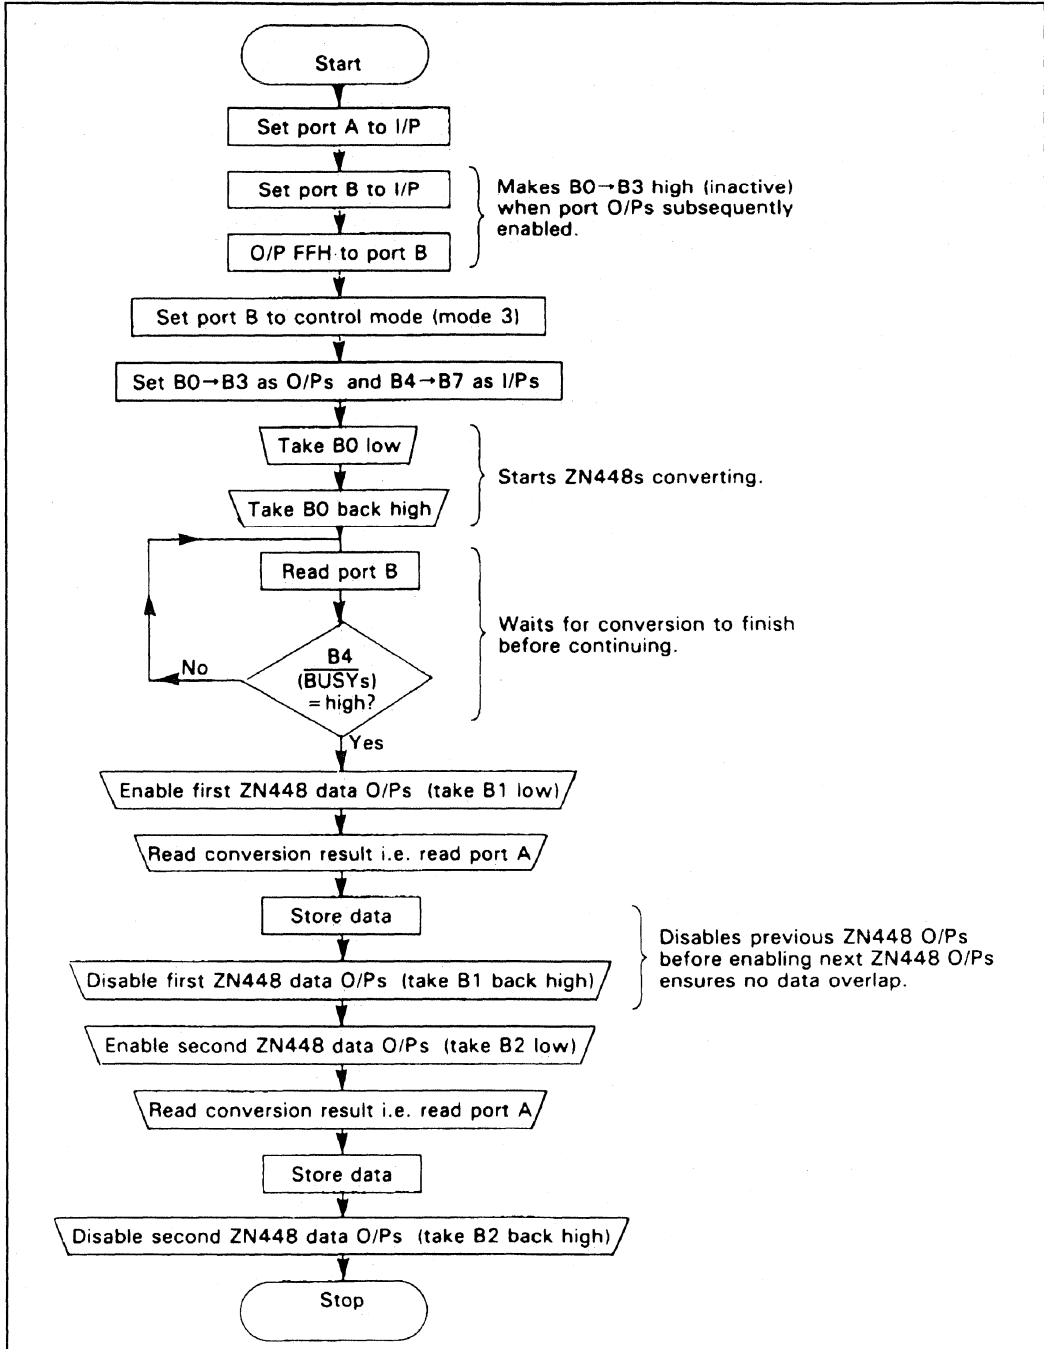 Start
Set port A to I/P
Set port B to I/P
O/P FFH to port B
Makes B0→B3 high (inactive)
when port O/Ps subsequently
enabled.
Set port B to control mode (mode 3)
Set B0→B3 as O/Ps and B4→B7 as I/Ps
Take B0 low
Take B0 back high
Starts ZN448s converting.
Read port B
B4
(BUSYs)
= high?
No
Yes
Waits for conversion to finish
before continuing.
Enable first ZN448 data O/Ps (take B1 low)
Read conversion result i.e. read port A
Store data
Disable first ZN448 data O/Ps (take B1 back high)
Disables previous ZN448 O/Ps
before enabling next ZN448 O/Ps
ensures no data overlap.
Enable second ZN448 data O/Ps (take B2 low)
Read conversion result i.e. read port A
Store data
Disable second ZN448 data O/Ps (take B2 back high)
Stop